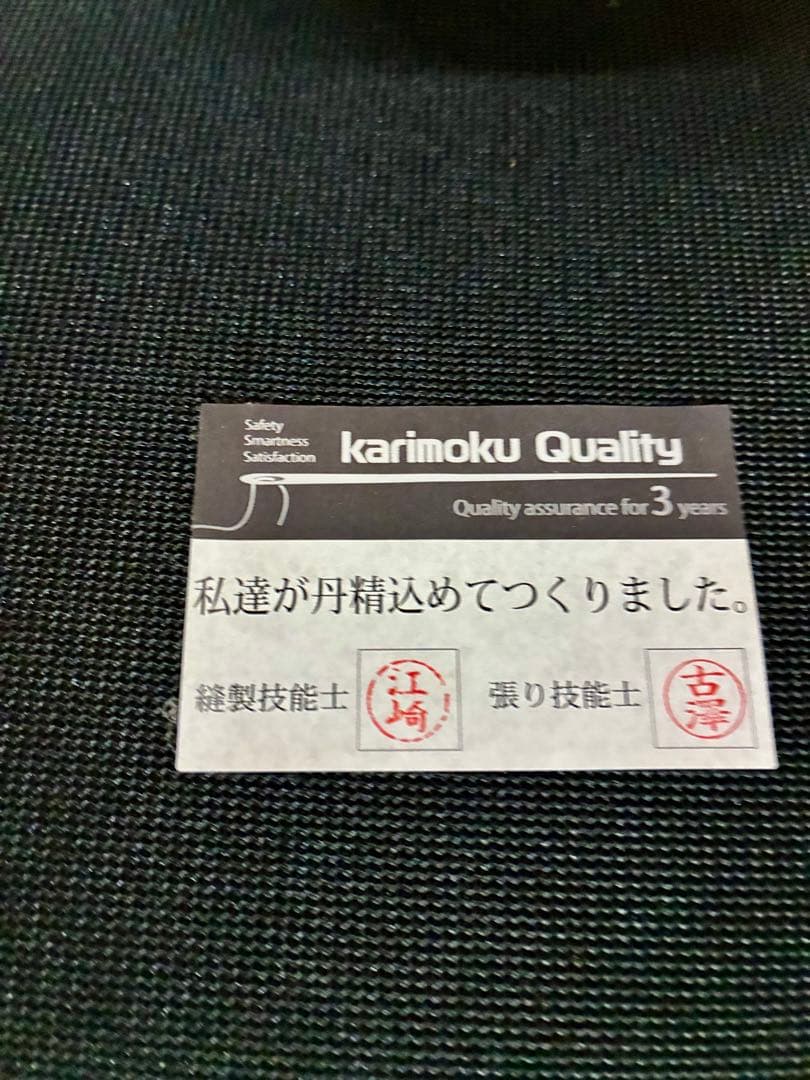 Safety
Smartness
Satisfaction
karimoku Quality
Quality assurance for 3 years
私達が丹精込めてつくりました。
縫製技能士 江崎 張り技能士 古澤